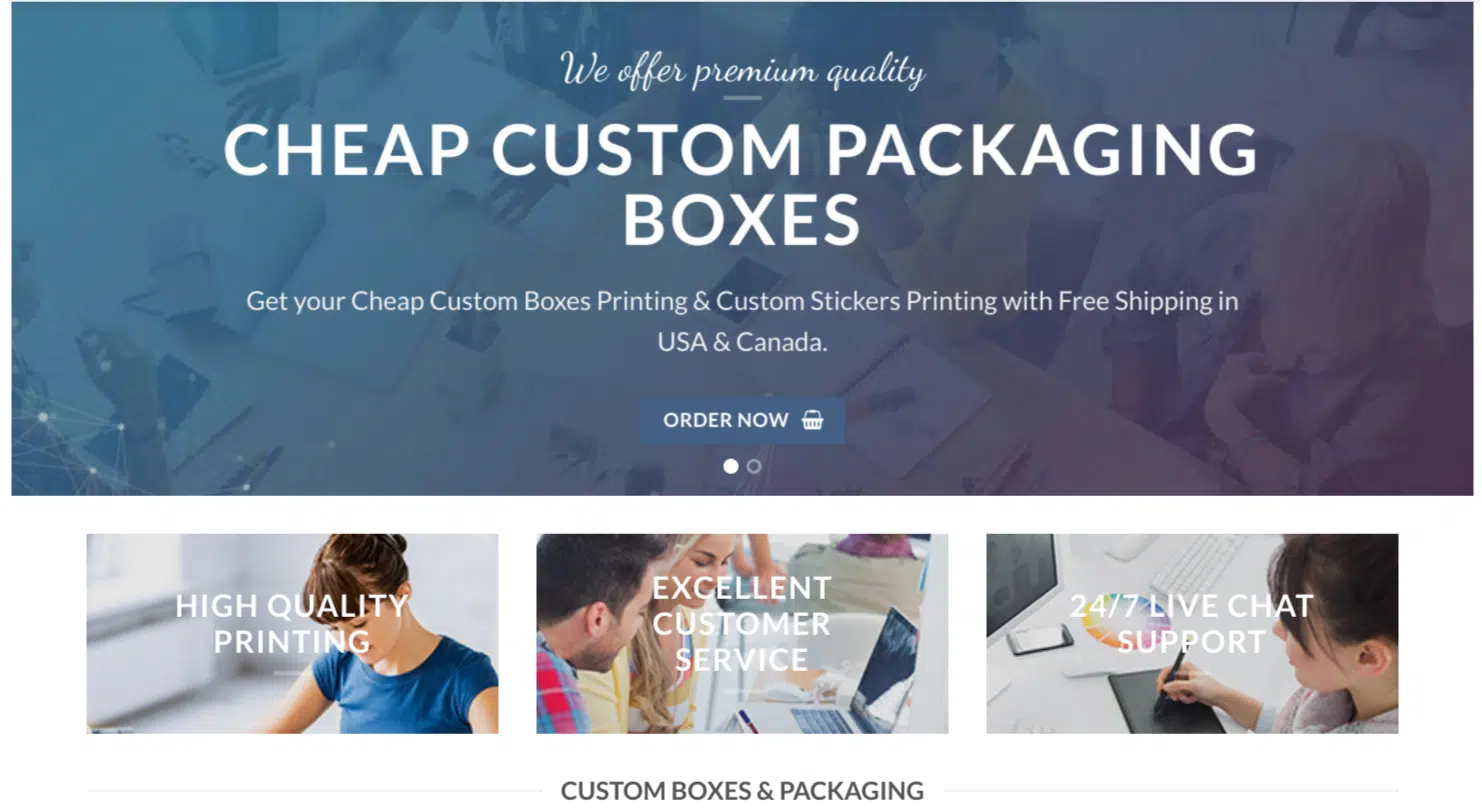 We offer premium quality
CHEAP CUSTOM PACKAGING
BOXES
Get your Cheap Custom Boxes Printing & Custom Stickers Printing with Free Shipping in
USA & Canada.
ORDER NOW
HIGH QUALITY
PRINTING
EXCELLENT
CUSTOMER
SERVICE
24/7 LIVE CHAT
SUPPORT
CUSTOM BOXES & PACKAGING